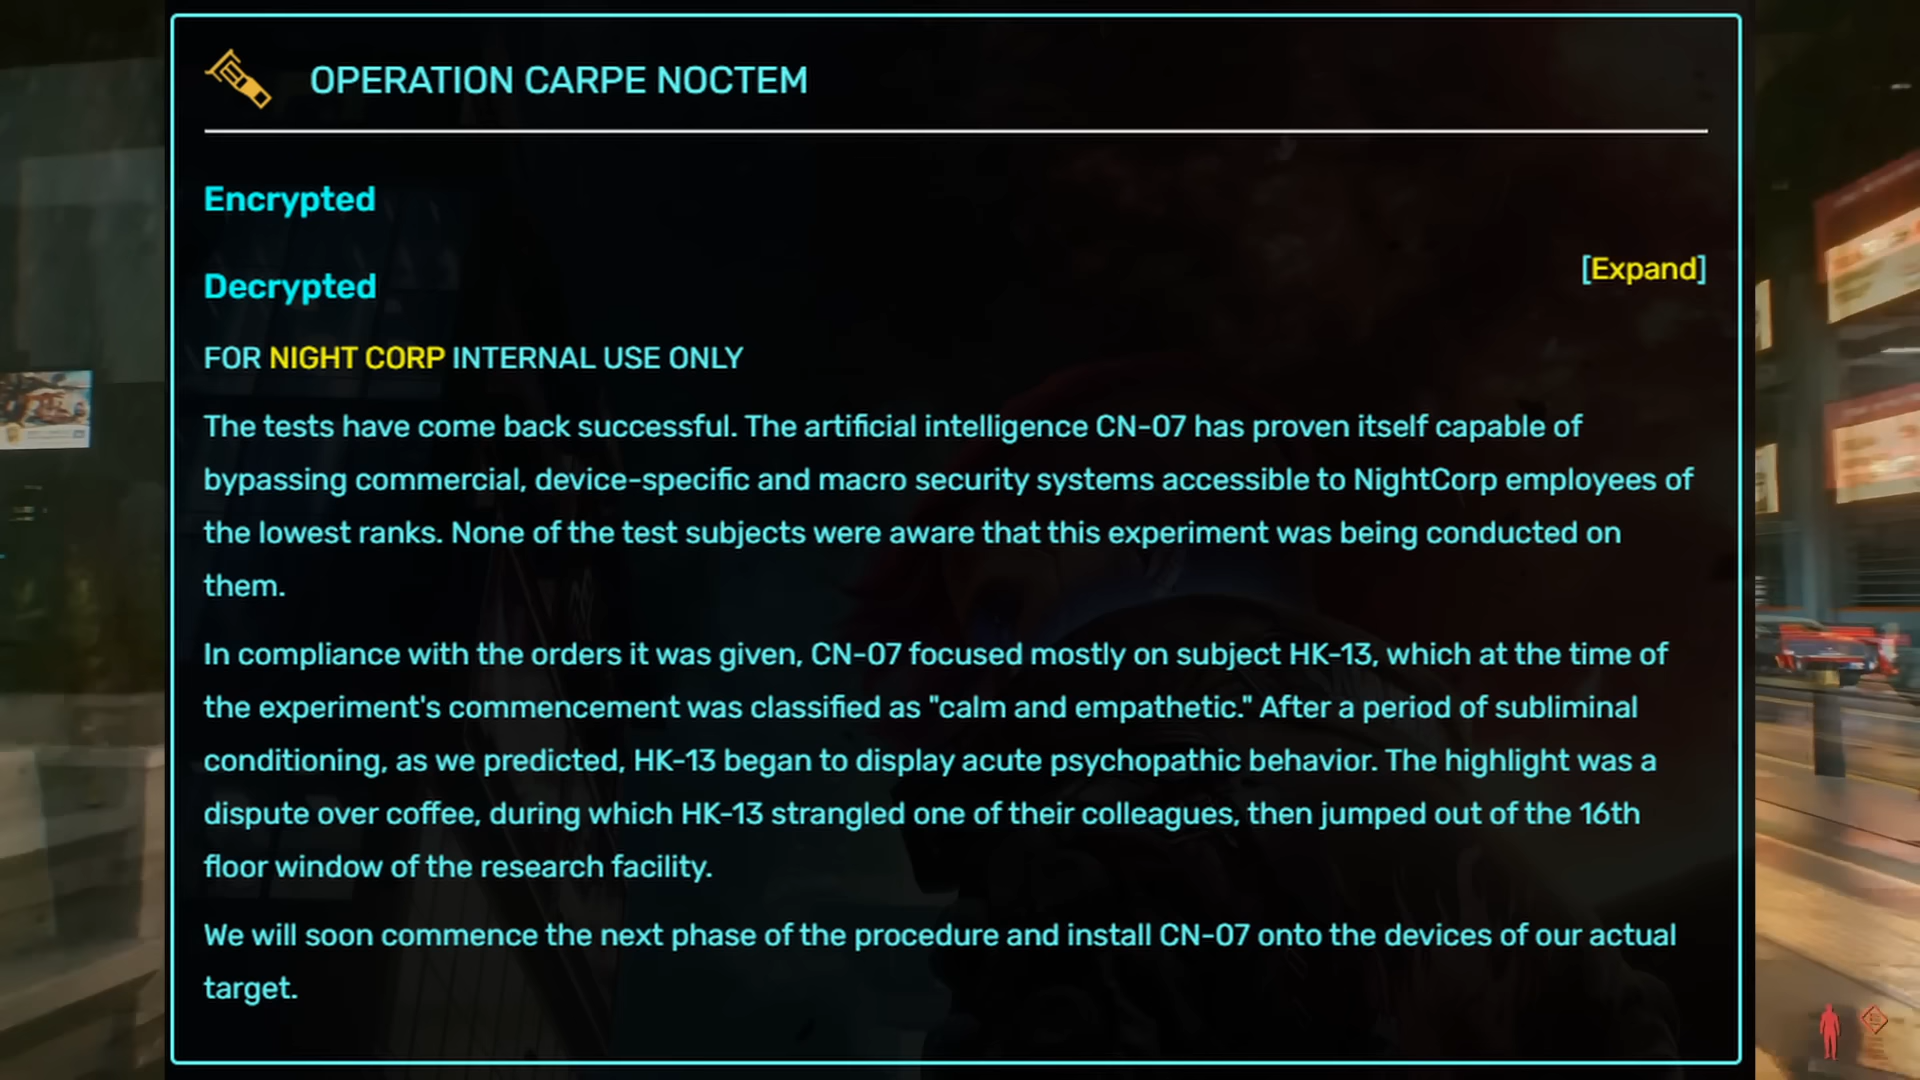 OPERATION CARPE NOCTEM
Encrypted
[Expand]
Decrypted
FOR NIGHT CORP INTERNAL USE ONLY
The tests have come back successful. The artificial intelligence CN-07 has proven itself capable of
bypassing commercial, device-specific and macro security systems accessible to NightCorp employees of
the lowest ranks. None of the test subjects were aware that this experiment was being conducted on
them.
In compliance with the orders it was given, CN-07 focused mostly on subject HK-13, which at the time of
the experiment's commencement was classified as "calm and empathetic." After a period of subliminal
conditioning, as we predicted, HK-13 began to display acute psychopathic behavior. The highlight was a
dispute over coffee, during which HK-13 strangled one of their colleagues, then jumped out of the 16th
floor window of the research facility.
We will soon commence the next phase of the procedure and install CN-07 onto the devices of our actual
target.